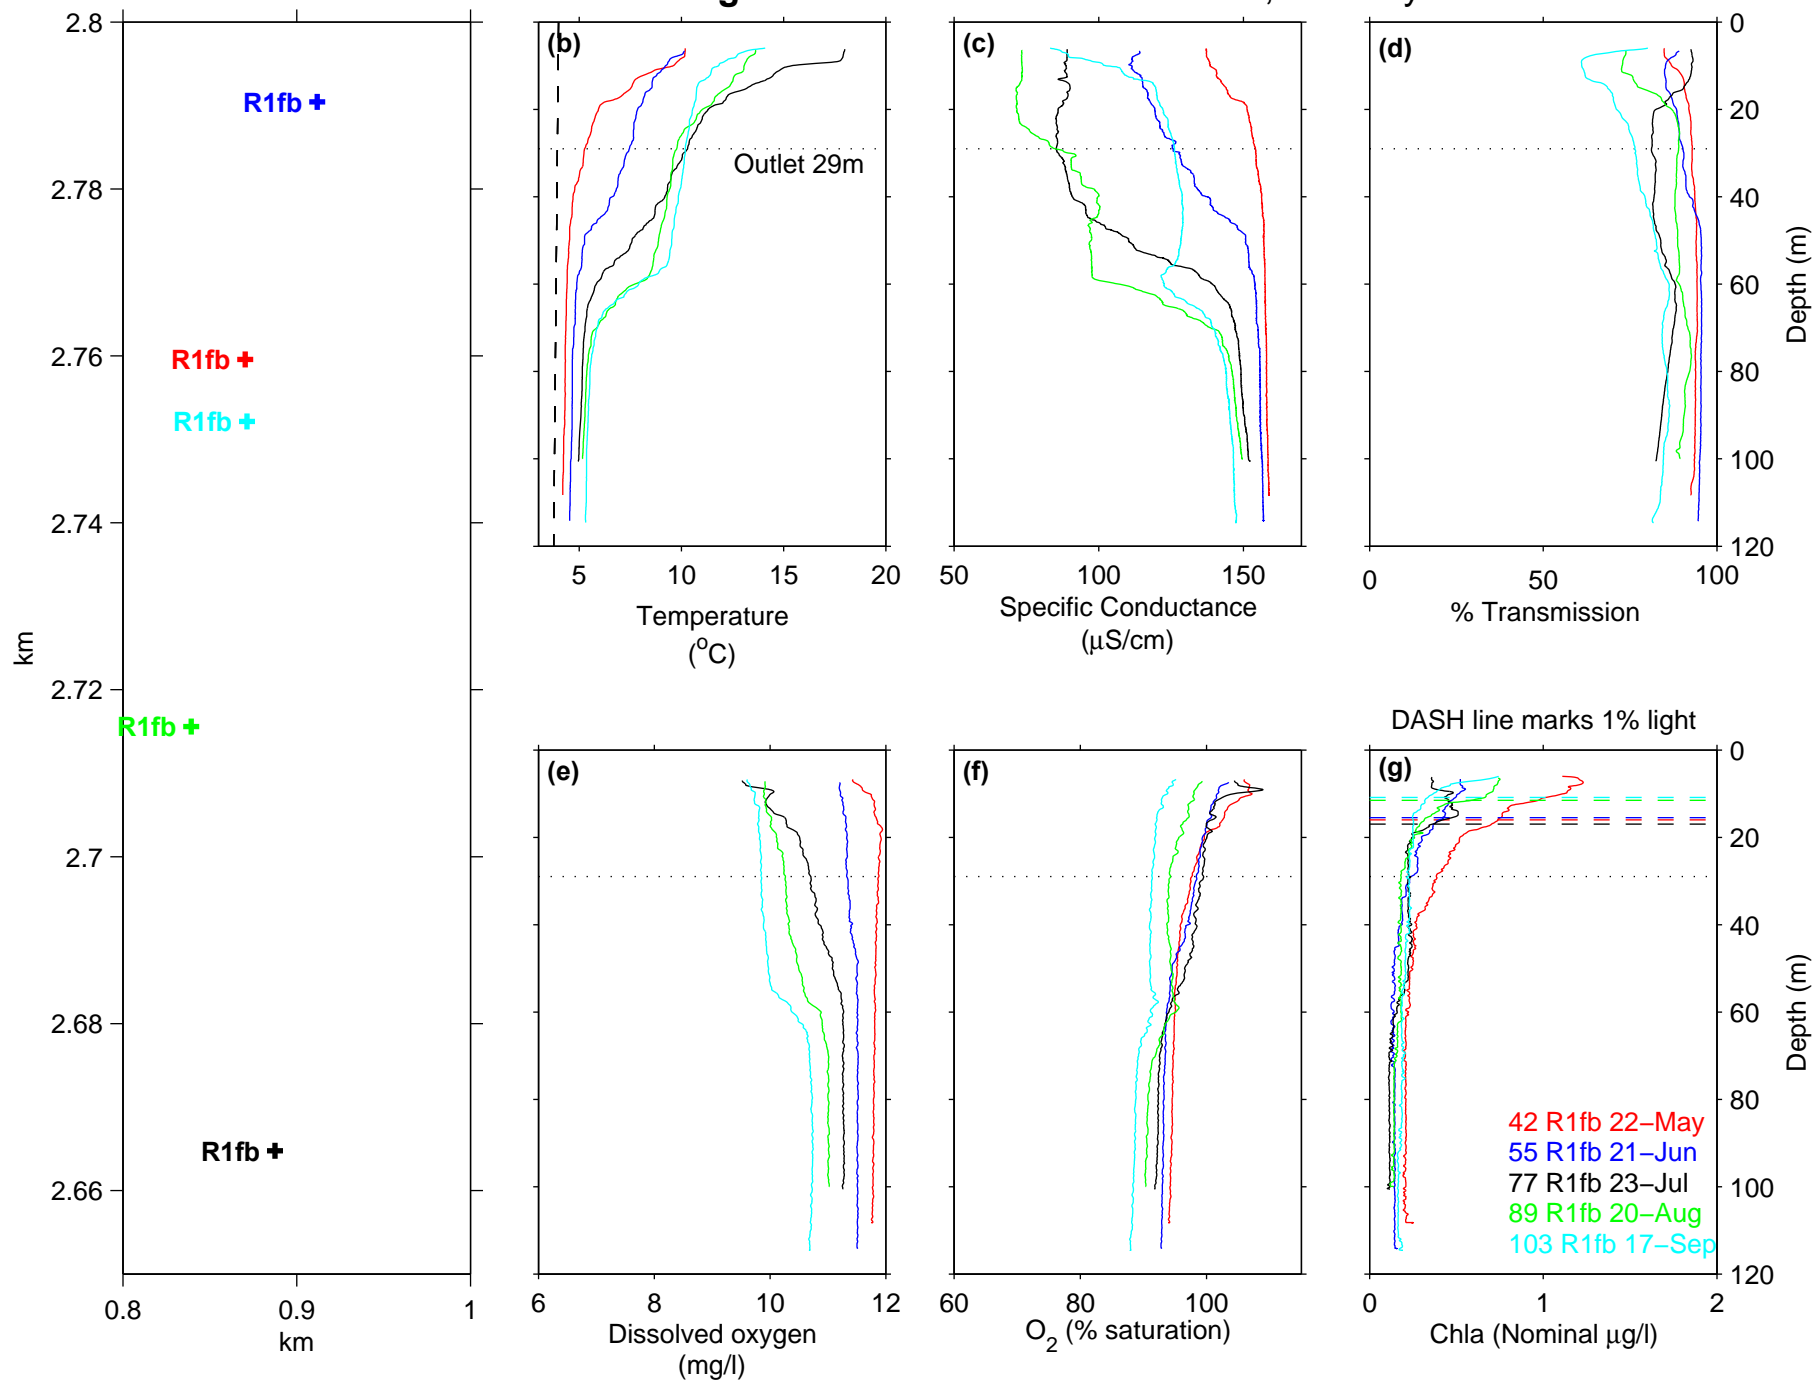 2.8
2.78
2.76
2.74
2.72
2.7
2.68
2.66
km
0.8 0.9 1
km
R1fb
R1fb
R1fb
R1fb
R1fb
(b)
Outlet 29m
5 10 15 20
Temperature
(°C)
(c)
50 100 150
Specific Conductance
(μS/cm)
(d)
0 50 100
% Transmission
0
20
40
60
80
100
120
Depth (m)
(e)
6 8 10 12
Dissolved oxygen
(mg/l)
(f)
60 80 100
O2 (% saturation)
DASH line marks 1% light
(g)
42 R1fb 22−May
55 R1fb 21−Jun
77 R1fb 23−Jul
89 R1fb 20−Aug
103 R1fb 17−Sep
0 1 2
Chla (Nominal μg/l)
0
20
40
60
80
100
120
Depth (m)